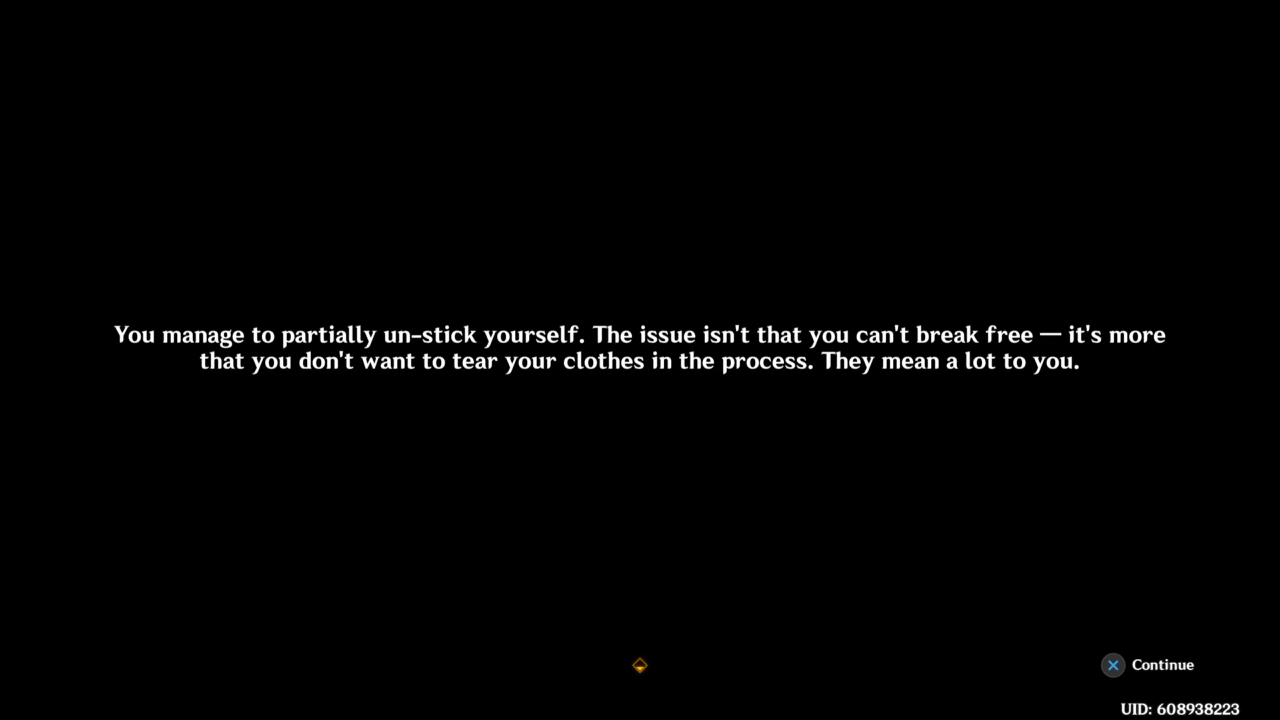 You manage to partially un-stick yourself. The issue isn't that you can't break free — it's more
that you don't want to tear your clothes in the process. They mean a lot to you.
Continue
UID: 608938223